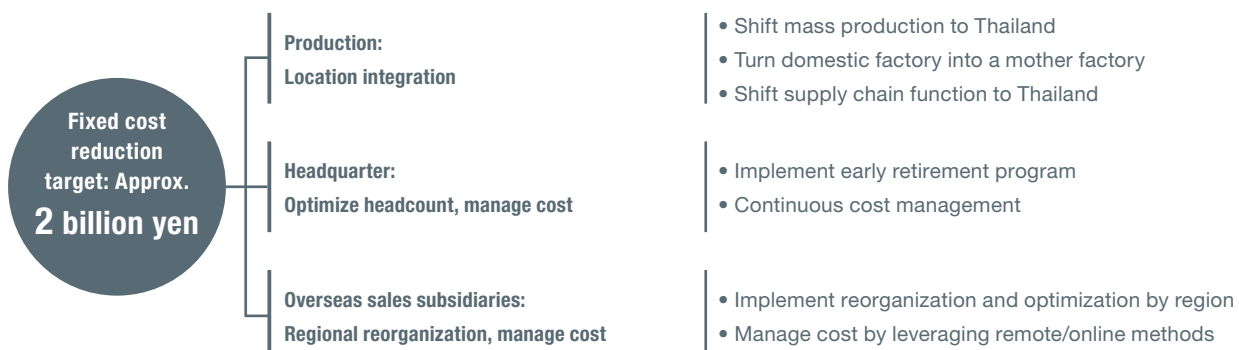 Fixed cost
reduction
target: Approx.
2 billion yen
Production:
Location integration
• Shift mass production to Thailand
• Turn domestic factory into a mother factory
• Shift supply chain function to Thailand
Headquarter:
Optimize headcount, manage cost
• Implement early retirement program
• Continuous cost management
Overseas sales subsidiaries:
Regional reorganization, manage cost
• Implement reorganization and optimization by region
• Manage cost by leveraging remote/online methods